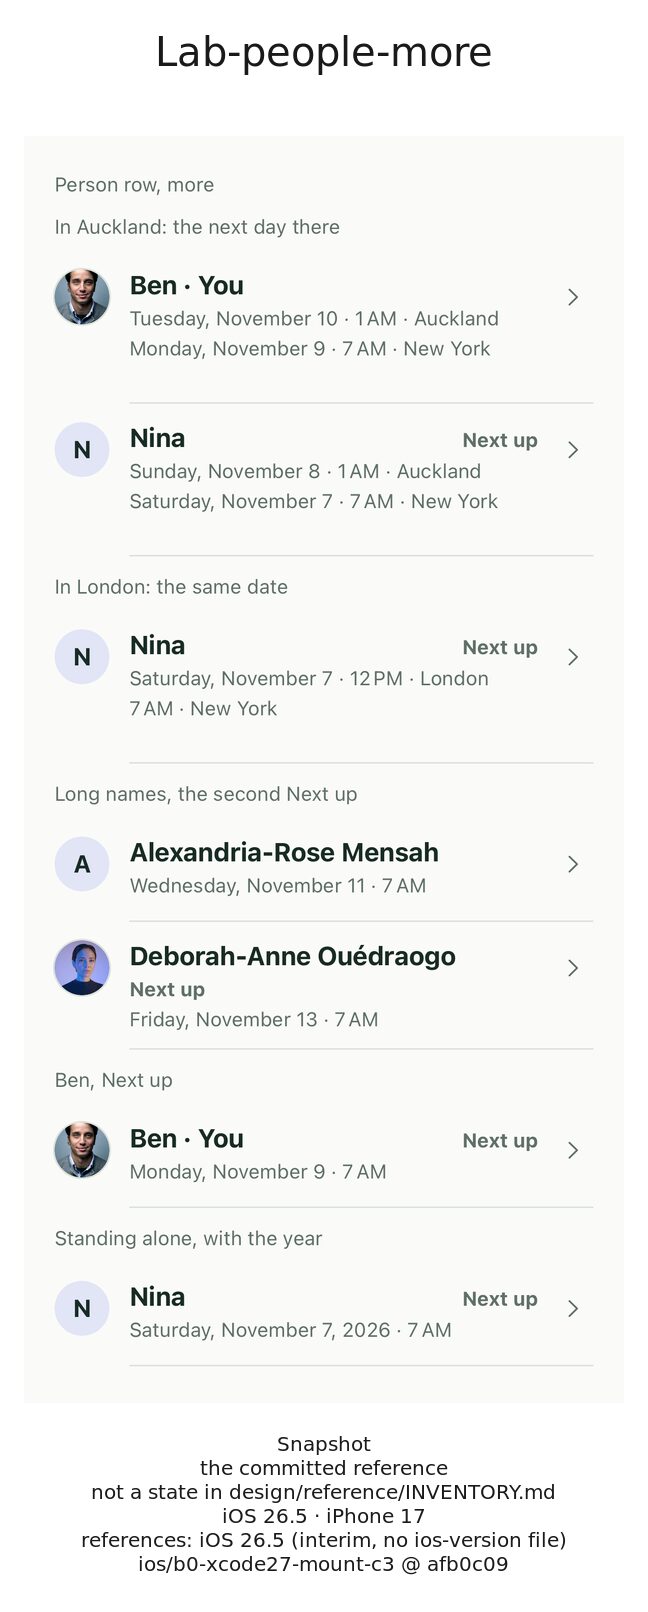 Lab-people-more
Person row, more
In Auckland: the next day there
Ben · You
Tuesday, November 10 · 1 AM · Auckland
Monday, November 9 · 7 AM · New York
N
Nina
Next up
Sunday, November 8 · 1 AM · Auckland
Saturday, November 7 · 7 AM · New York
In London: the same date
N
Nina
Next up
Saturday, November 7 · 12 PM · London
7 AM · New York
Long names, the second Next up
A
Alexandria-Rose Mensah
Wednesday, November 11 · 7 AM
Deborah-Anne Ouédraogo
Next up
Friday, November 13 · 7 AM
Ben, Next up
Ben · You
Next up
Monday, November 9 · 7 AM
Standing alone, with the year
N
Nina
Next up
Saturday, November 7, 2026 · 7 AM
Snapshot
the committed reference
not a state in design/reference/INVENTORY.md
iOS 26.5 · iPhone 17
references: iOS 26.5 (interim, no ios-version file)
ios/b0-xcode27-mount-c3 @ afb0c09